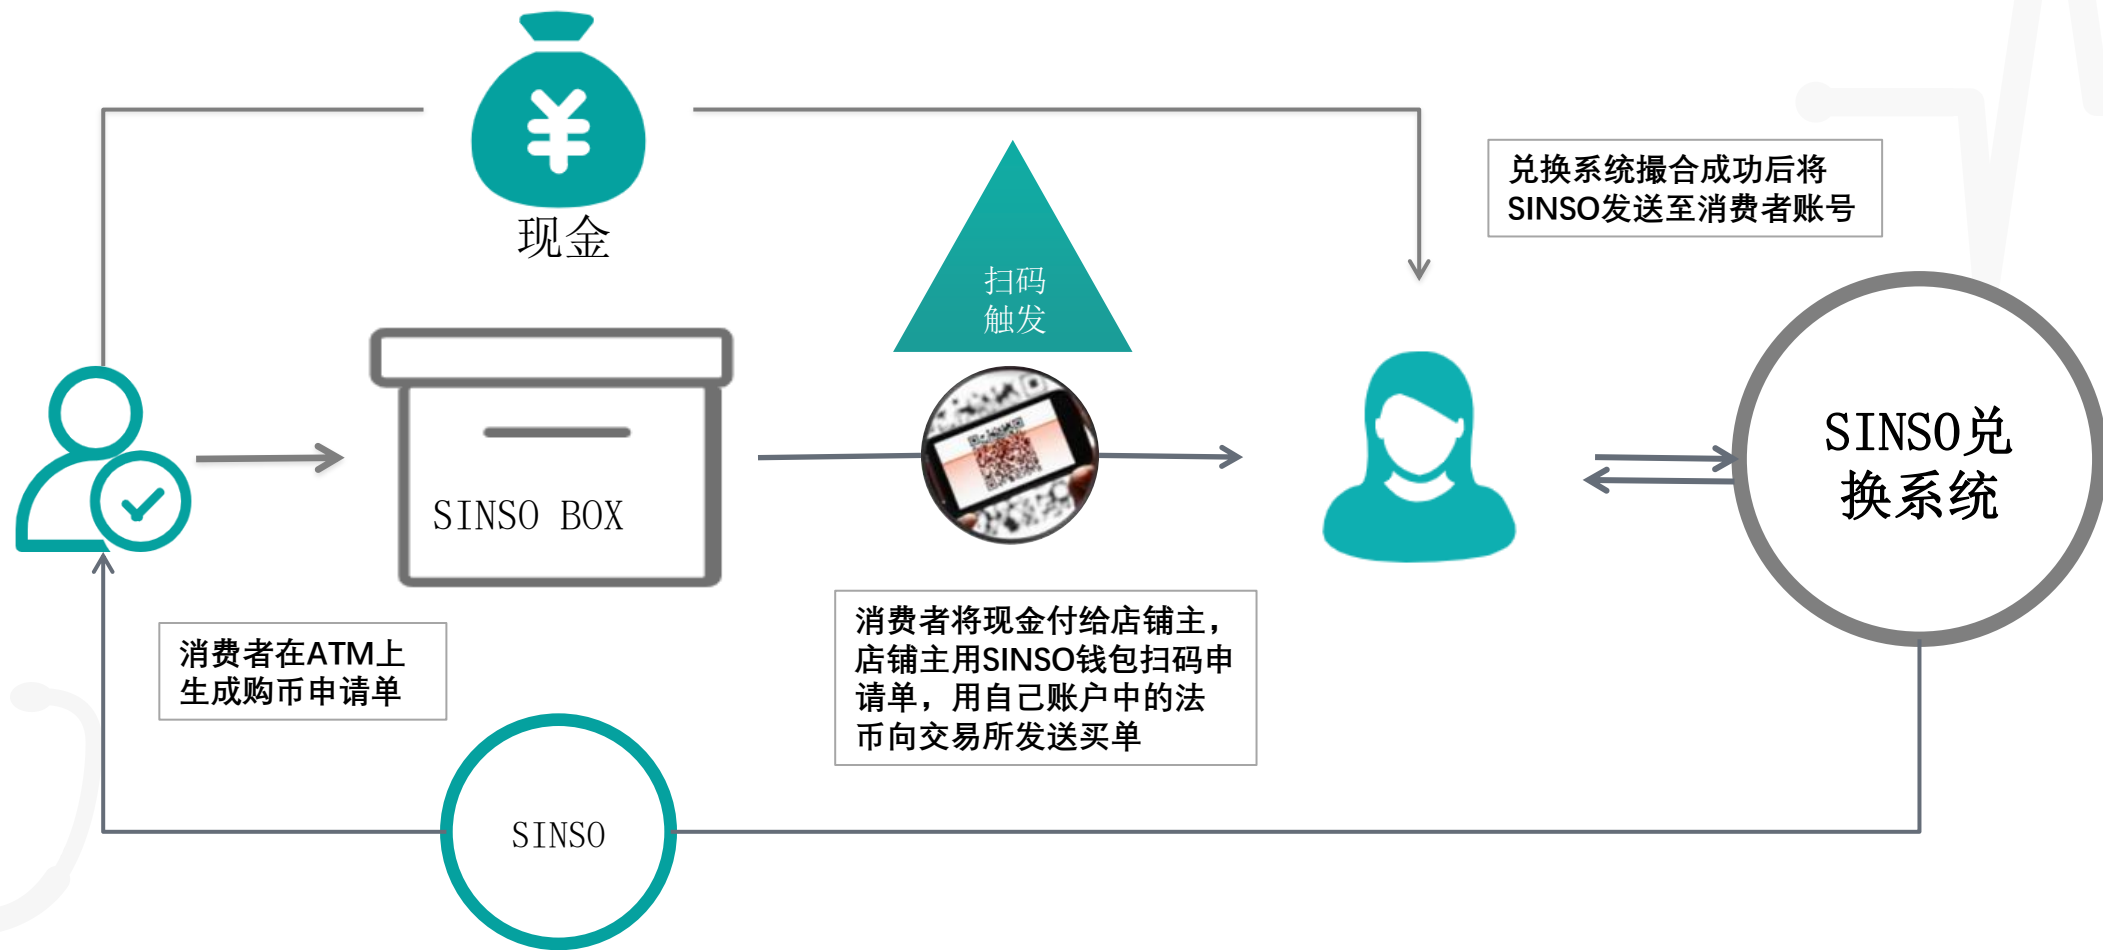 现金
扫码
触发
兑换系统撮合成功后将
SINSO发送至消费者账号
SINSO BOX
SINSO兑
换系统
消费者在ATM上
生成购币申请单
消费者将现金付给店铺主，
店铺主用SINSO钱包扫码申
请单，用自己账户中的法
币向交易所发送买单
SINSO